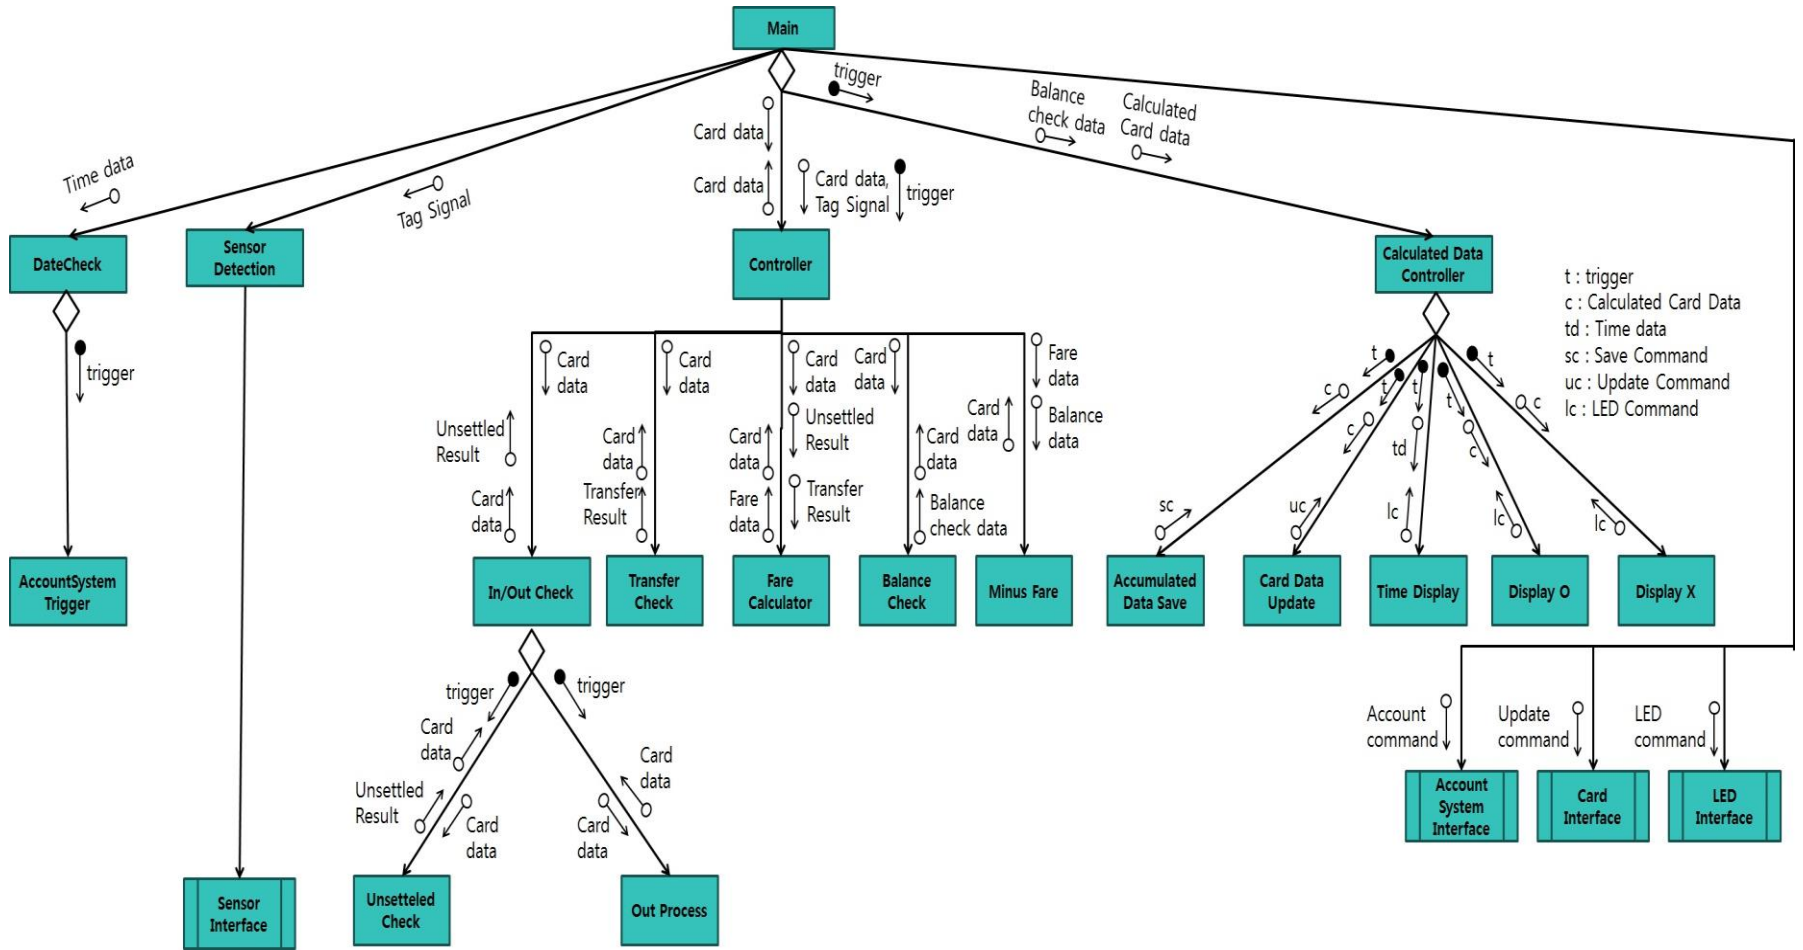 Main
trigger
Balance
check data
Calculated
Card data
Card data
Card data
Card data,
Tag Signal
trigger
Time data
Tag Signal
DateCheck
Sensor
Detection
Controller
Calculated Data
Controller
t : trigger
c : Calculated Card Data
td : Time data
sc : Save Command
uc : Update Command
lc : LED Command
trigger
Card
data
Card
data
Card
data
Card
data
Fare
data
Unsettled
Result
Card
data
Card
data
Transfer
Result
Unsettled
Result
Card
data
Fare
data
Transfer
Result
Card
data
Balance
check data
Card
data
Balance
data
t
t
t
t
t
c
c
td
c
c
sc
uc
lc
lc
lc
AccountSystem
Trigger
In/Out Check
Transfer
Check
Fare
Calculator
Balance
Check
Minus Fare
Accumulated
Data Save
Card Data
Update
Time Display
Display O
Display X
trigger
trigger
Card
data
Unsettled
Result
Card
data
Card
data
Card
data
Account
command
Update
command
LED
command
Account
System
Interface
Card
Interface
LED
Interface
Sensor
Interface
Unsetteled
Check
Out Process